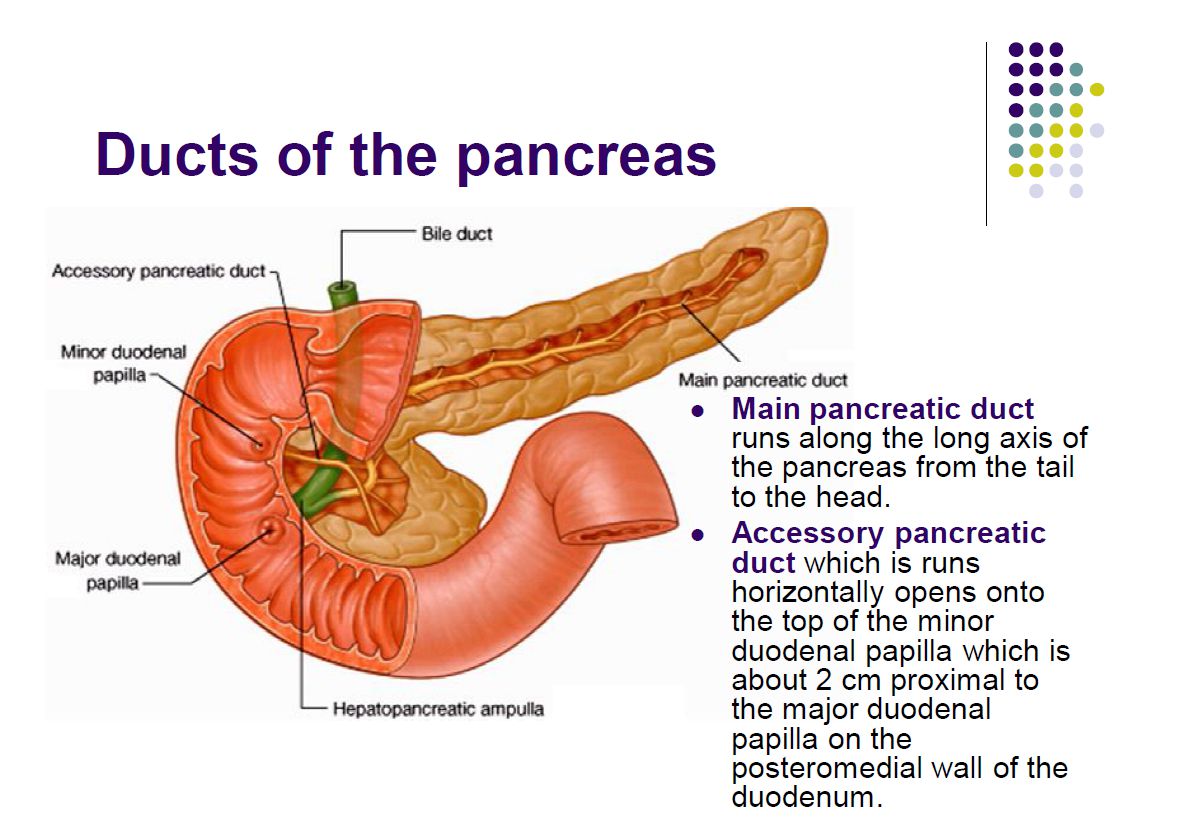 Ducts of the pancreas
Bile duct
Accessory pancreatic duct
Minor duodenal
papilla
Main pancreatic duct
Major duodenal
papilla
Hepatopancreatic ampulla
Main pancreatic duct
runs along the long axis of
the pancreas from the tail
to the head.
Accessory pancreatic
duct which is runs
horizontally opens onto
the top of the minor
duodenal papilla which is
about 2 cm proximal to
the major duodenal
papilla on the
posteromedial wall of the
duodenum.